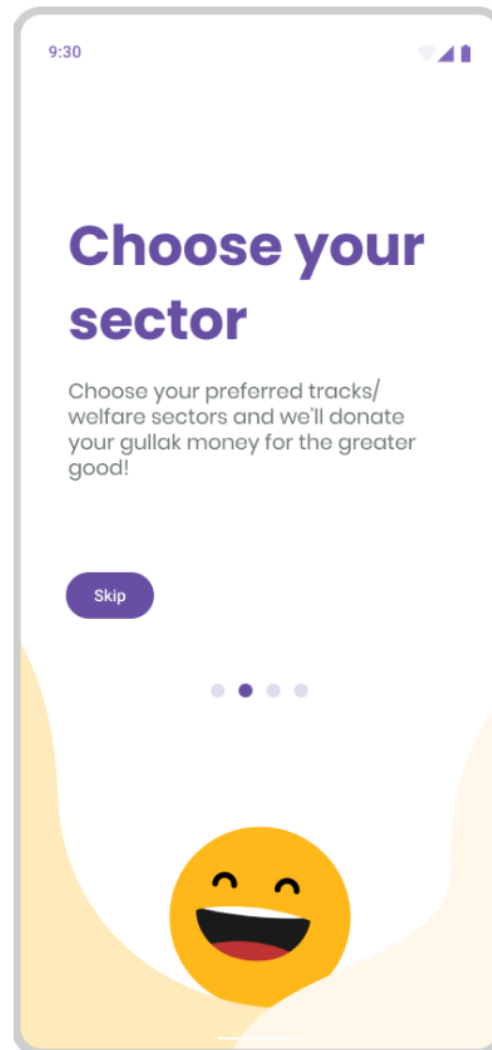 9:30
Choose your
sector
Choose your preferred tracks/
welfare sectors and we'll donate
your gullak money for the greater
good!
Skip